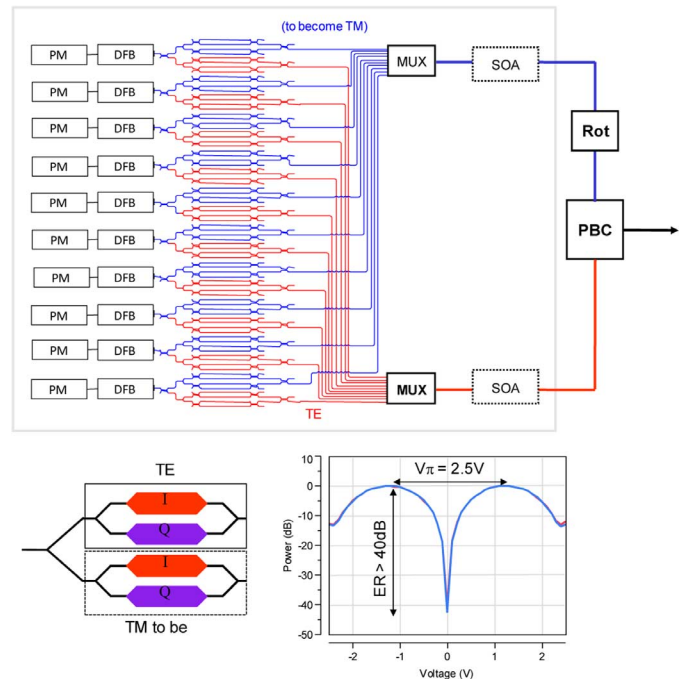 (to become TM)
PM DFB
PM DFB
PM DFB
PM DFB
PM DFB
PM DFB
PM DFB
PM DFB
PM DFB
PM DFB
MUX
SOA
Rot
PBC
MUX
SOA
TE
TE
I
Q
I
Q
TM to be
Power (dB)
10
0
-10
-20
-30
-40
-50
Vπ = 2.5V
ER > 40dB
-2 -1 0 1 2
Voltage (V)